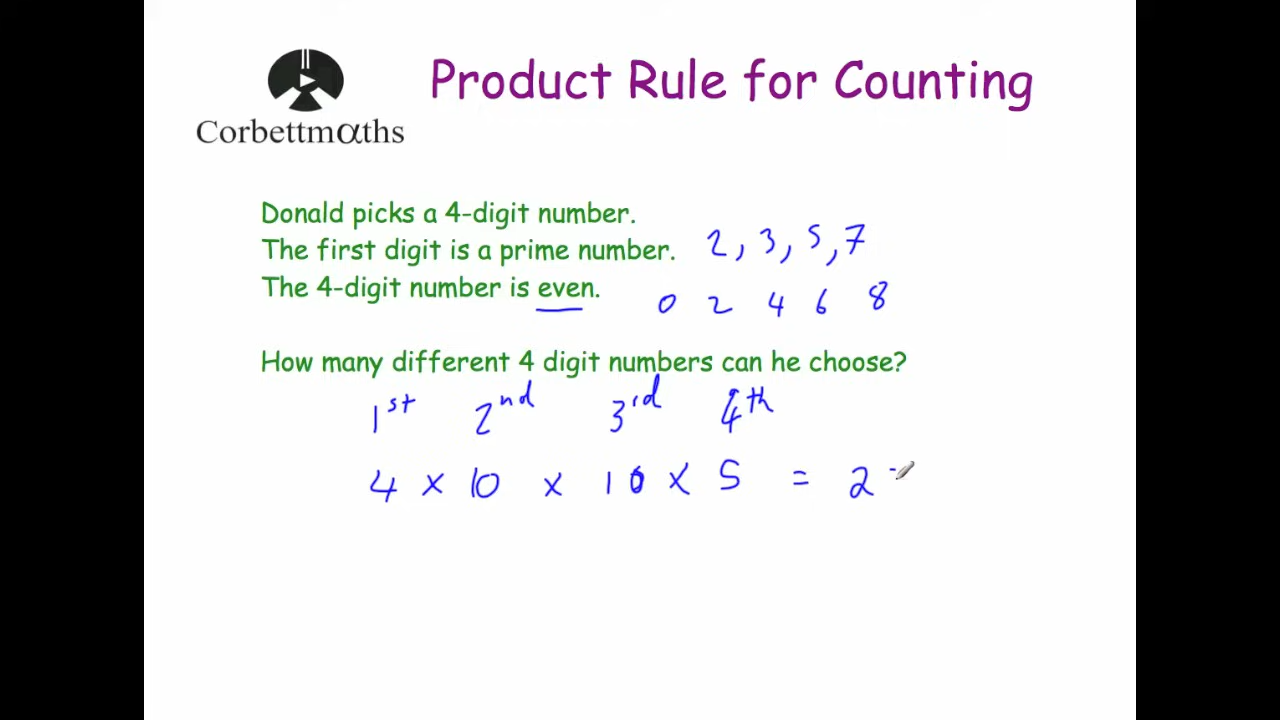 Product Rule for Counting
Corbettmαths
Donald picks a 4-digit number.
The first digit is a prime number. 2, 3, 5, 7
The 4-digit number is even. 0 2 4 6 8
How many different 4 digit numbers can he choose?
1st 2nd 3rd 4th
4 × 10 × 10 × 5 = 2